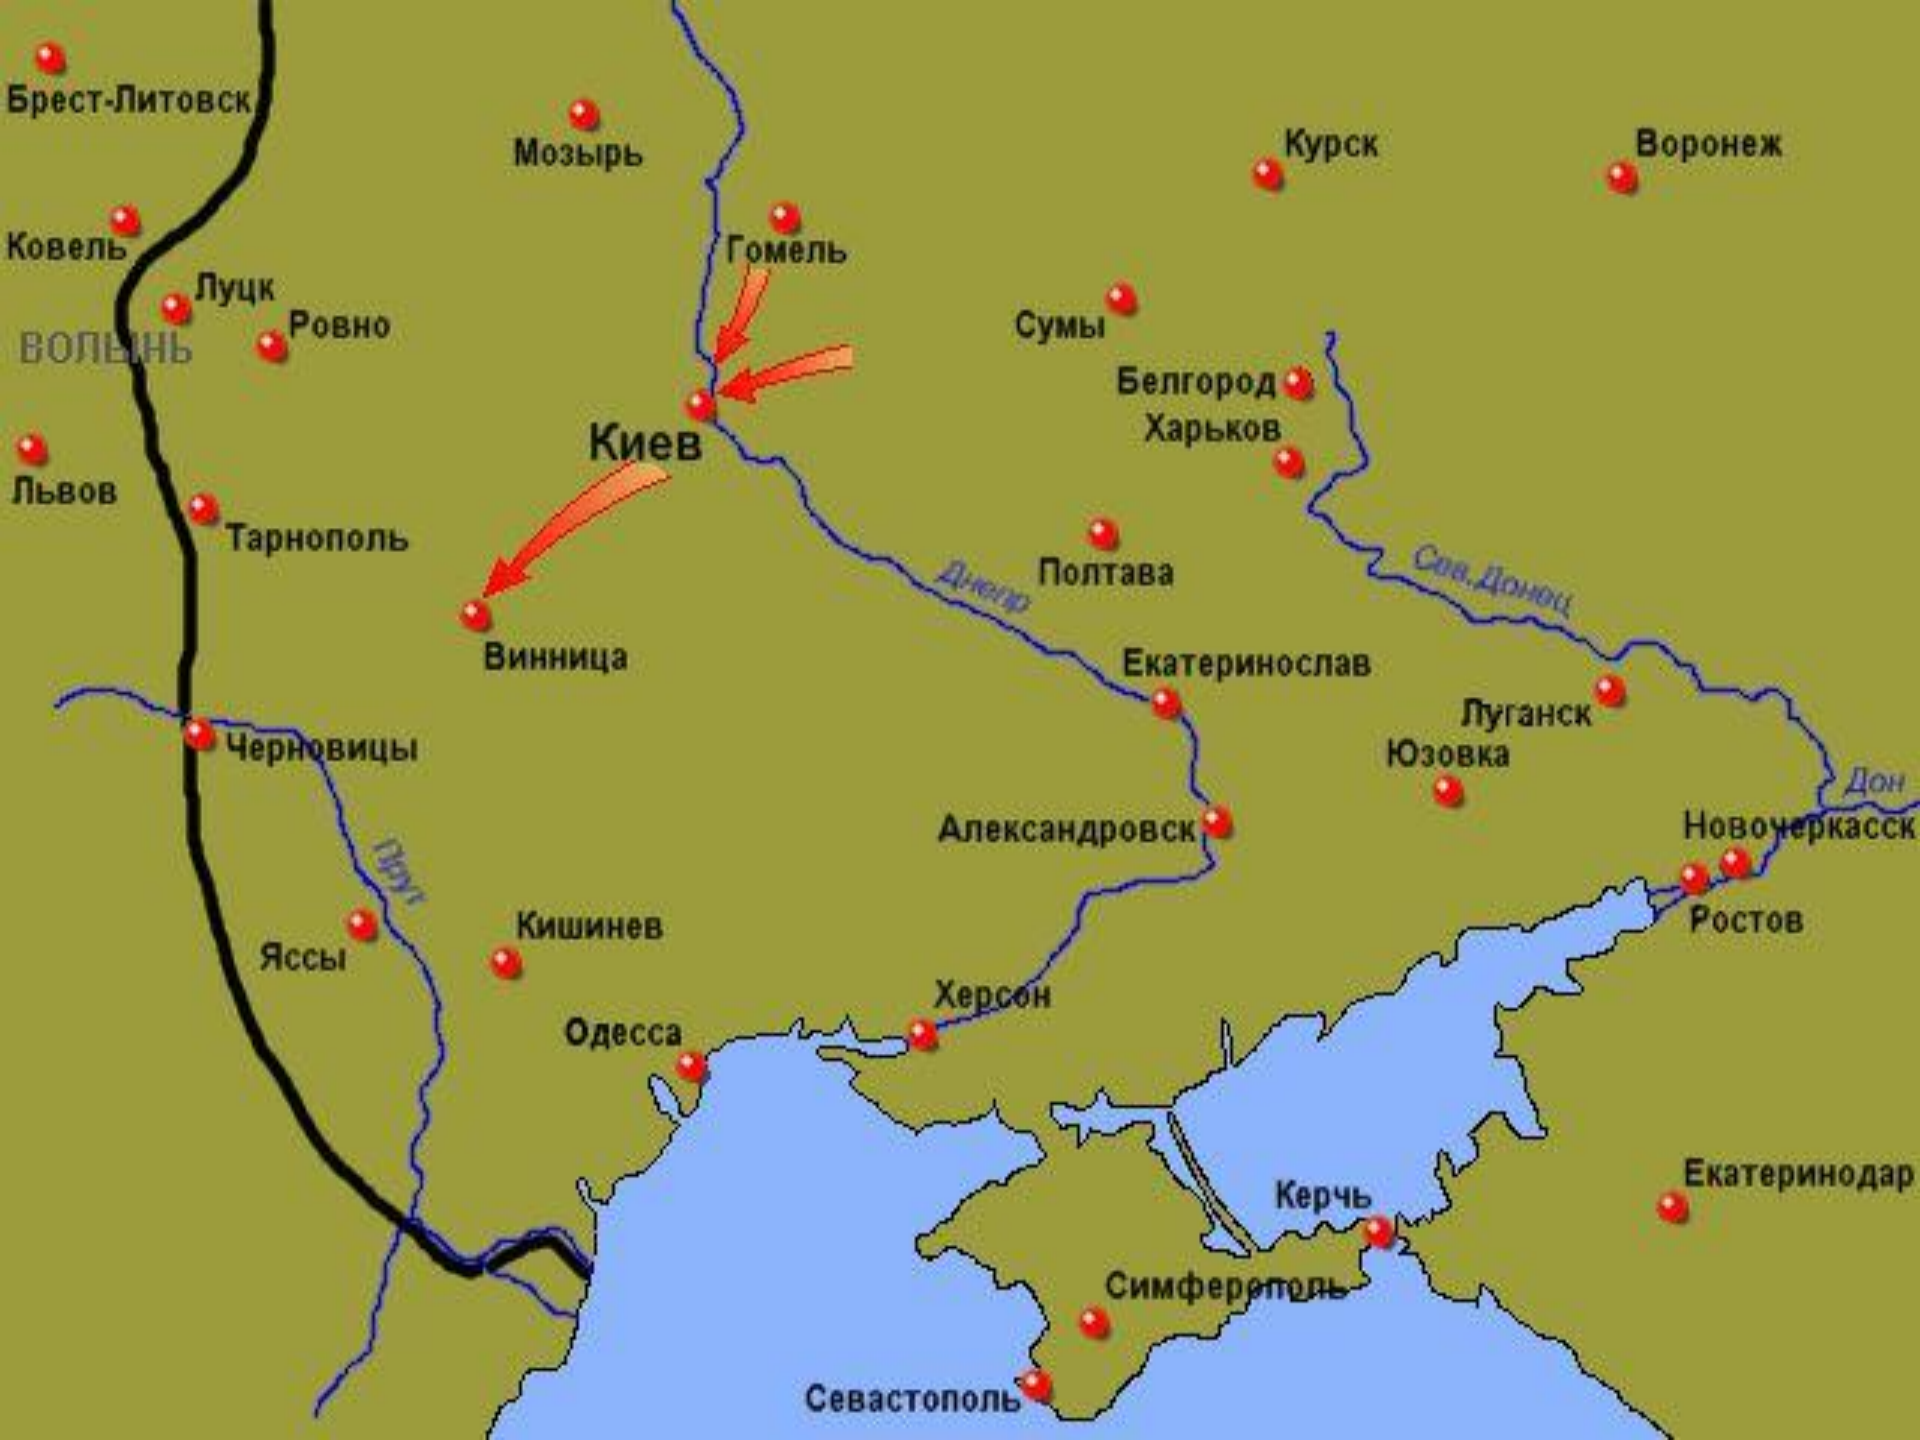 Брест-Литовск
Мозырь
Курск
Воронеж
Ковель
Гомель
Луцк
Ровно
ВОЛЫНЬ
Сумы
Белгород
Харьков
Киев
Львов
Тарнополь
Полтава
Днепр
Сев.Донец
Винница
Екатеринослав
Луганск
Черновицы
Юзовка
Дон
Александровск
Новочеркасск
Прут
Ростов
Кишинев
Яссы
Херсон
Одесса
Екатеринодар
Керчь
Симферополь
Севастополь